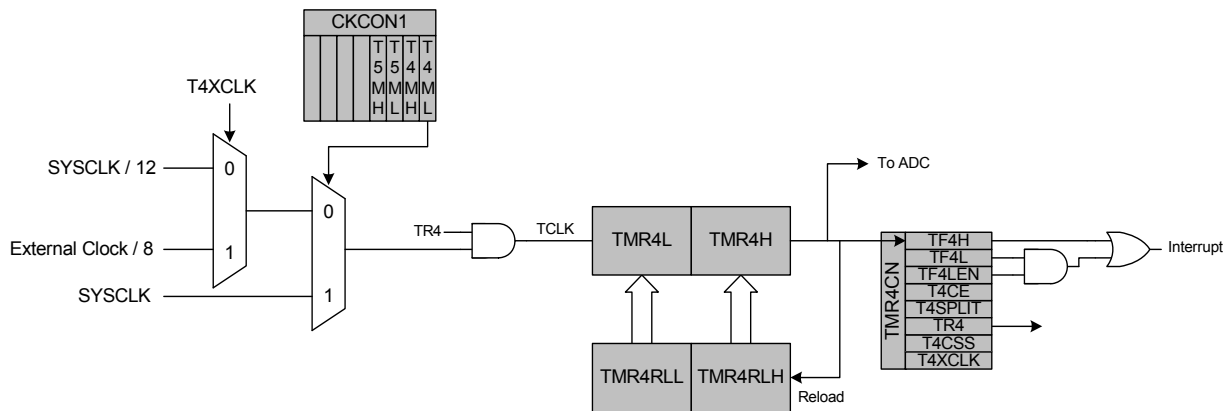 CKCON1
T5MH
T5ML
T4MH
T4ML
T4XCLK
SYSCLK / 12
0
1
External Clock / 8
SYSCLK
0
1
TR4
TCLK
TMR4L
TMR4H
To ADC
TMR4RLL
TMR4RLH
Reload
TMR4CN
TF4H
TF4L
TF4LEN
T4CE
T4SPLIT
TR4
T4CSS
T4XCLK
Interrupt